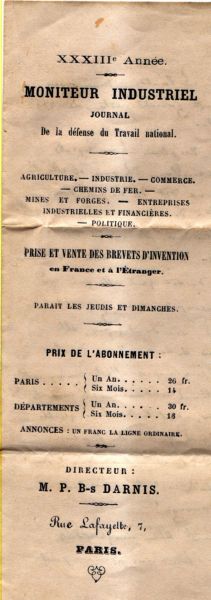 XXXIIIᵉ Année.
MONITEUR INDUSTRIEL
JOURNAL
De la défense du Travail national.
AGRICULTURE. — INDUSTRIE. — COMMERCE.
— CHEMINS DE FER. —
MINES ET FORGES. — ENTREPRISES
INDUSTRIELLES ET FINANCIÈRES.
— POLITIQUE. —
PRISE ET VENTE DES BREVETS D'INVENTION
en France et à l'Étranger.
PARAIT LES JEUDIS ET DIMANCHES.
PRIX DE L'ABONNEMENT :
PARIS . . . . . { Un An. . . . . . 26 fr.
Six Mois. . . . . 14
DÉPARTEMENTS { Un An. . . . . . 30 fr.
Six Mois. . . . . 16
ANNONCES : UN FRANC LA LIGNE ORDINAIRE.
DIRECTEUR :
M. P. B-s DARNIS.
Rue Lafayette, 7,
PARIS.